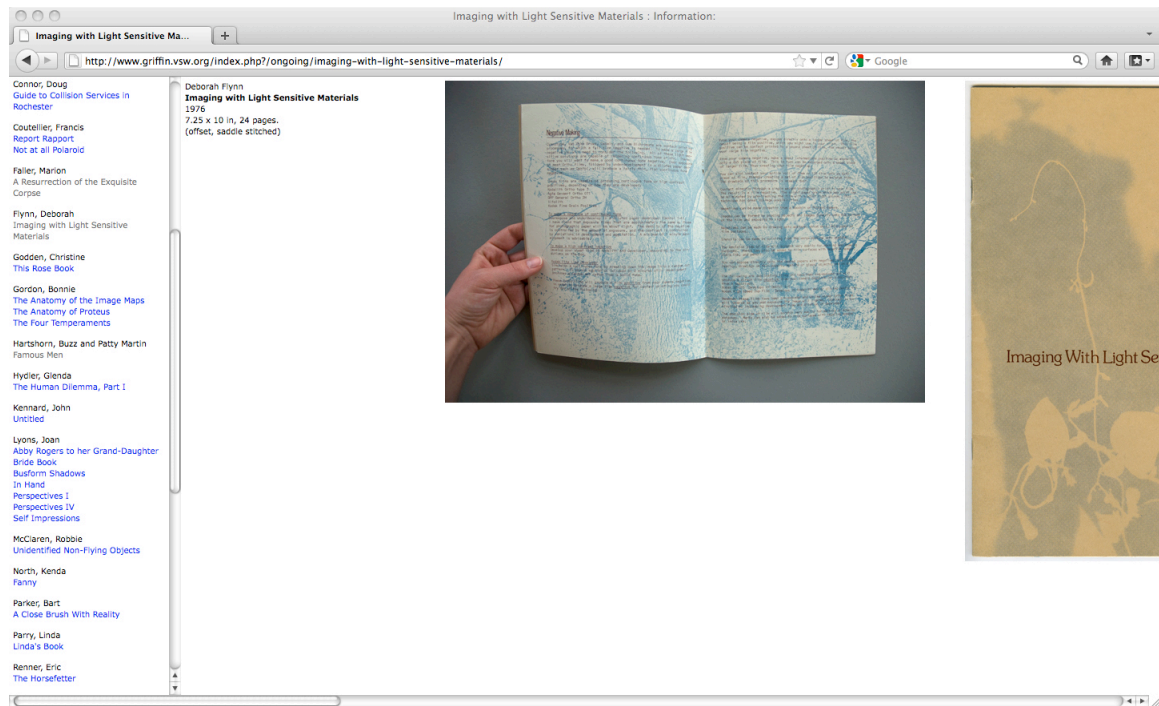 Imaging with Light Sensitive Materials : Information:
Imaging with Light Sensitive Ma...
http://www.griffin.vsw.org/index.php?/ongoing/imaging-with-light-sensitive-materials/
Google
Connor, Doug
Guide to Collision Services in
Rochester
Coutellier, Francis
Report Rapport
Not at all Polaroid
Faller, Marion
A Resurrection of the Exquisite
Corpse
Flynn, Deborah
Imaging with Light Sensitive
Materials
Godden, Christine
This Rose Book
Gordon, Bonnie
The Anatomy of the Image Maps
The Anatomy of Proteus
The Four Temperaments
Hartshorn, Buzz and Patty Martin
Famous Men
Hydler, Glenda
The Human Dilemma, Part I
Kennard, John
Untitled
Lyons, Joan
Abby Rogers to her Grand-Daughter
Bride Book
Busform Shadows
In Hand
Perspectives I
Perspectives IV
Self Impressions
McClaren, Robbie
Unidentified Non-Flying Objects
North, Kenda
Fanny
Parker, Bart
A Close Brush With Reality
Parry, Linda
Linda's Book
Renner, Eric
The Horsefetter
Deborah Flynn
Imaging with Light Sensitive Materials
1976
7.25 x 10 in, 24 pages.
(offset, saddle stitched)
Negative Making
Imaging With Light Se